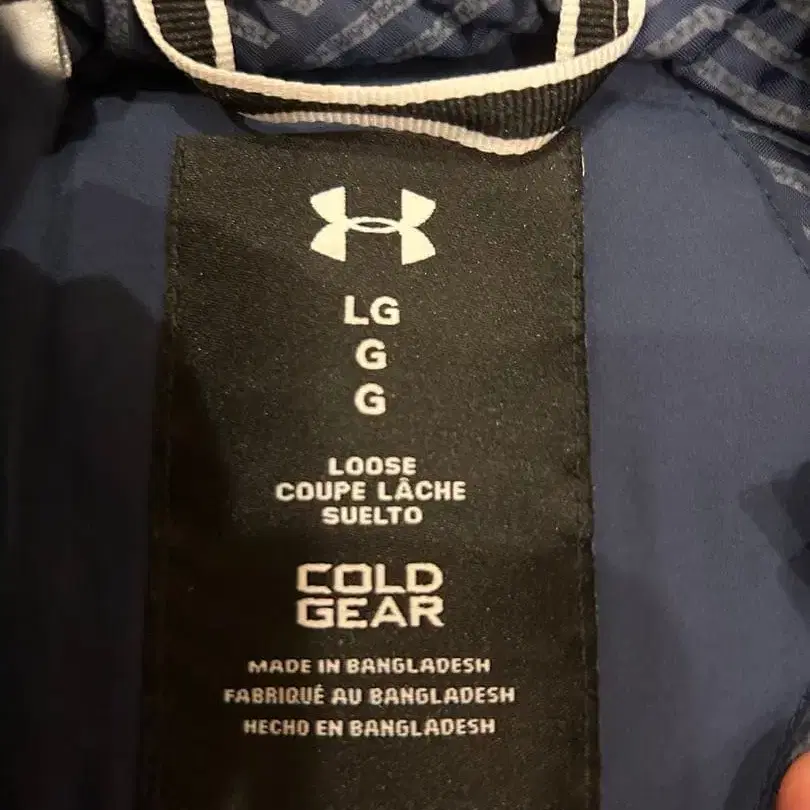 LG
G
G
LOOSE
COUPE LÂCHE
SUELTO
COLD
GEAR
MADE IN BANGLADESH
FABRIQUÉ AU BANGLADESH
HECHO EN BANGLADESH